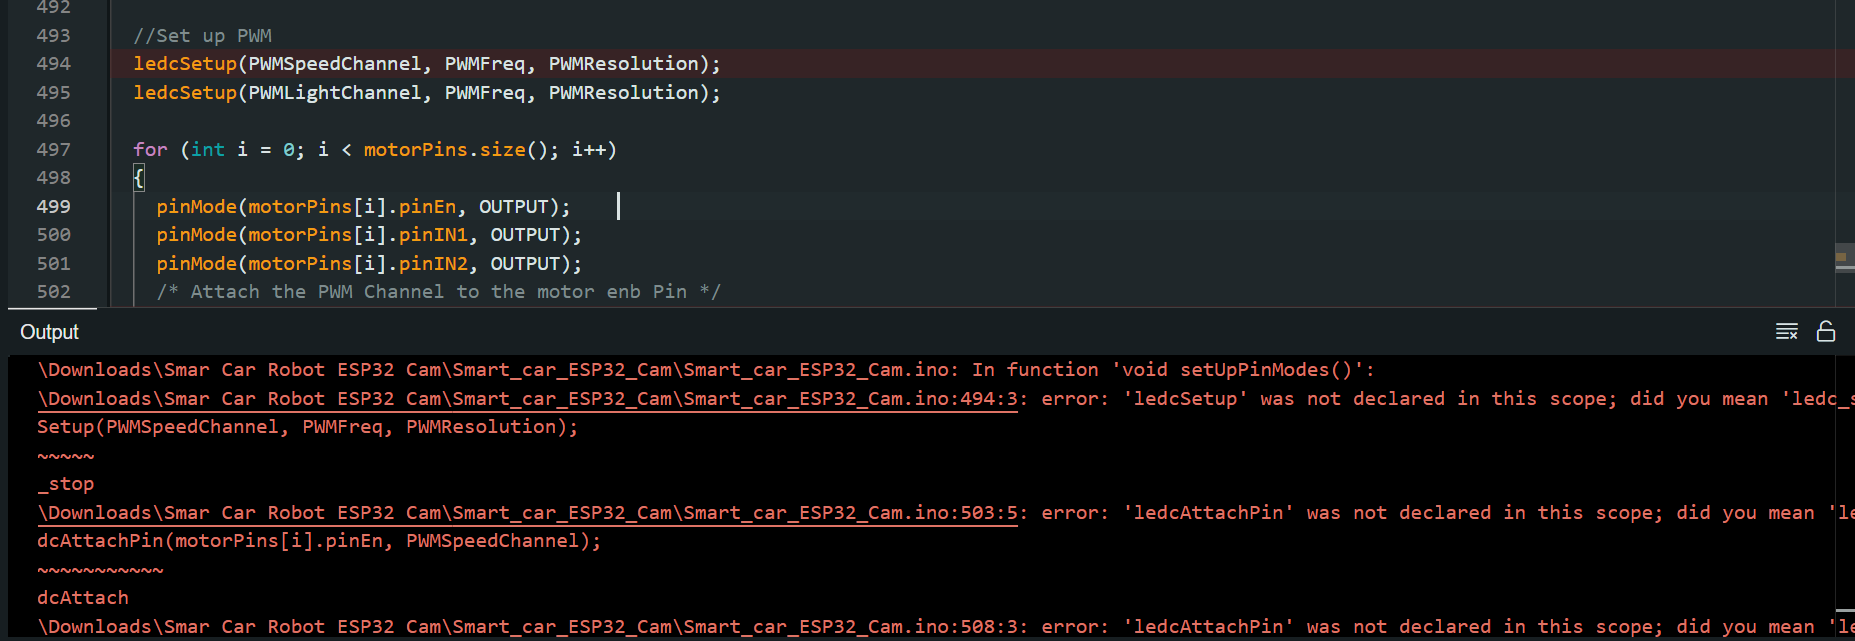 492
493 //Set up PWM
494 ledcSetup(PWMSpeedChannel, PWMFreq, PWMResolution);
495 ledcSetup(PWMLightChannel, PWMFreq, PWMResolution);
496
497 for (int i = 0; i < motorPins.size(); i++)
498 {
499 pinMode(motorPins[i].pinEn, OUTPUT);
500 pinMode(motorPins[i].pinIN1, OUTPUT);
501 pinMode(motorPins[i].pinIN2, OUTPUT);
502 /* Attach the PWM Channel to the motor enb Pin */
Output
\Downloads\Smar Car Robot ESP32 Cam\Smart_car_ESP32_Cam\Smart_car_ESP32_Cam.ino: In function 'void setUpPinModes()':
\Downloads\Smar Car Robot ESP32 Cam\Smart_car_ESP32_Cam\Smart_car_ESP32_Cam.ino:494:3: error: 'ledcSetup' was not declared in this scope; did you mean 'ledc_s
Setup(PWMSpeedChannel, PWMFreq, PWMResolution);
~~~~~
_stop
\Downloads\Smar Car Robot ESP32 Cam\Smart_car_ESP32_Cam\Smart_car_ESP32_Cam.ino:503:5: error: 'ledcAttachPin' was not declared in this scope; did you mean 'le
dcAttachPin(motorPins[i].pinEn, PWMSpeedChannel);
~~~~~~~~~~~
dcAttach
\Downloads\Smar Car Robot ESP32 Cam\Smart_car_ESP32_Cam\Smart_car_ESP32_Cam.ino:508:3: error: 'ledcAttachPin' was not declared in this scope; did you mean 'le